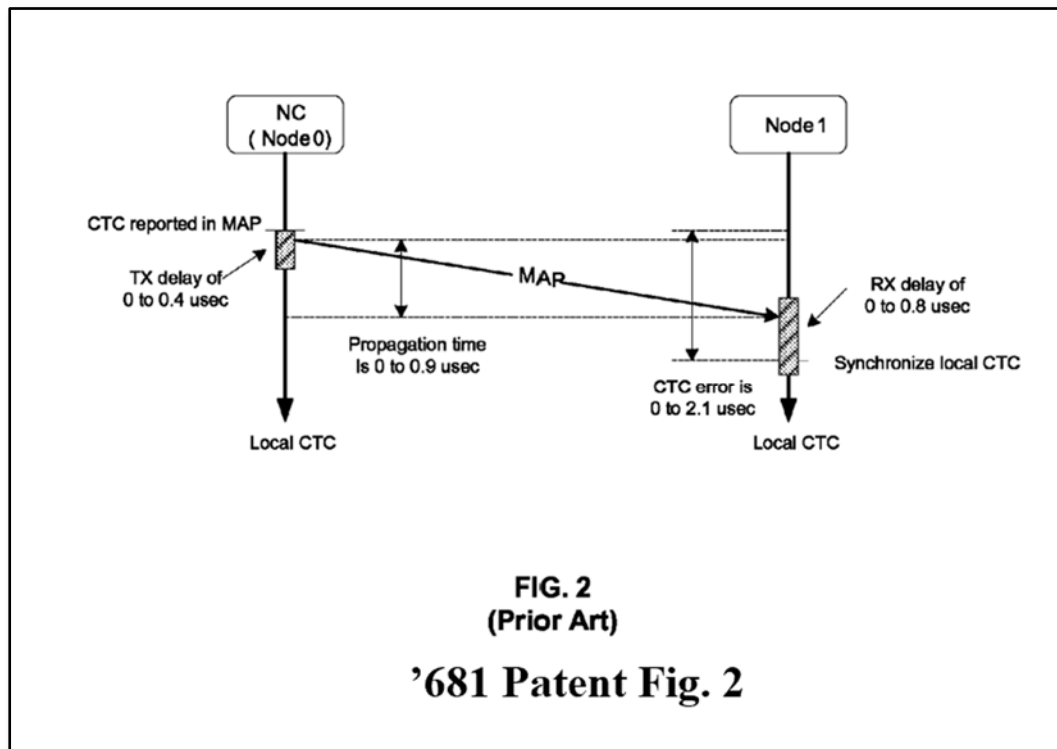 NC
( Node 0)
Node 1
CTC reported in MAP
TX delay of
0 to 0.4 usec
MAP
RX delay of
0 to 0.8 usec
Propagation time
Is 0 to 0.9 usec
Synchronize local CTC
CTC error is
0 to 2.1 usec
Local CTC
Local CTC
FIG. 2
(Prior Art)
’681 Patent Fig. 2